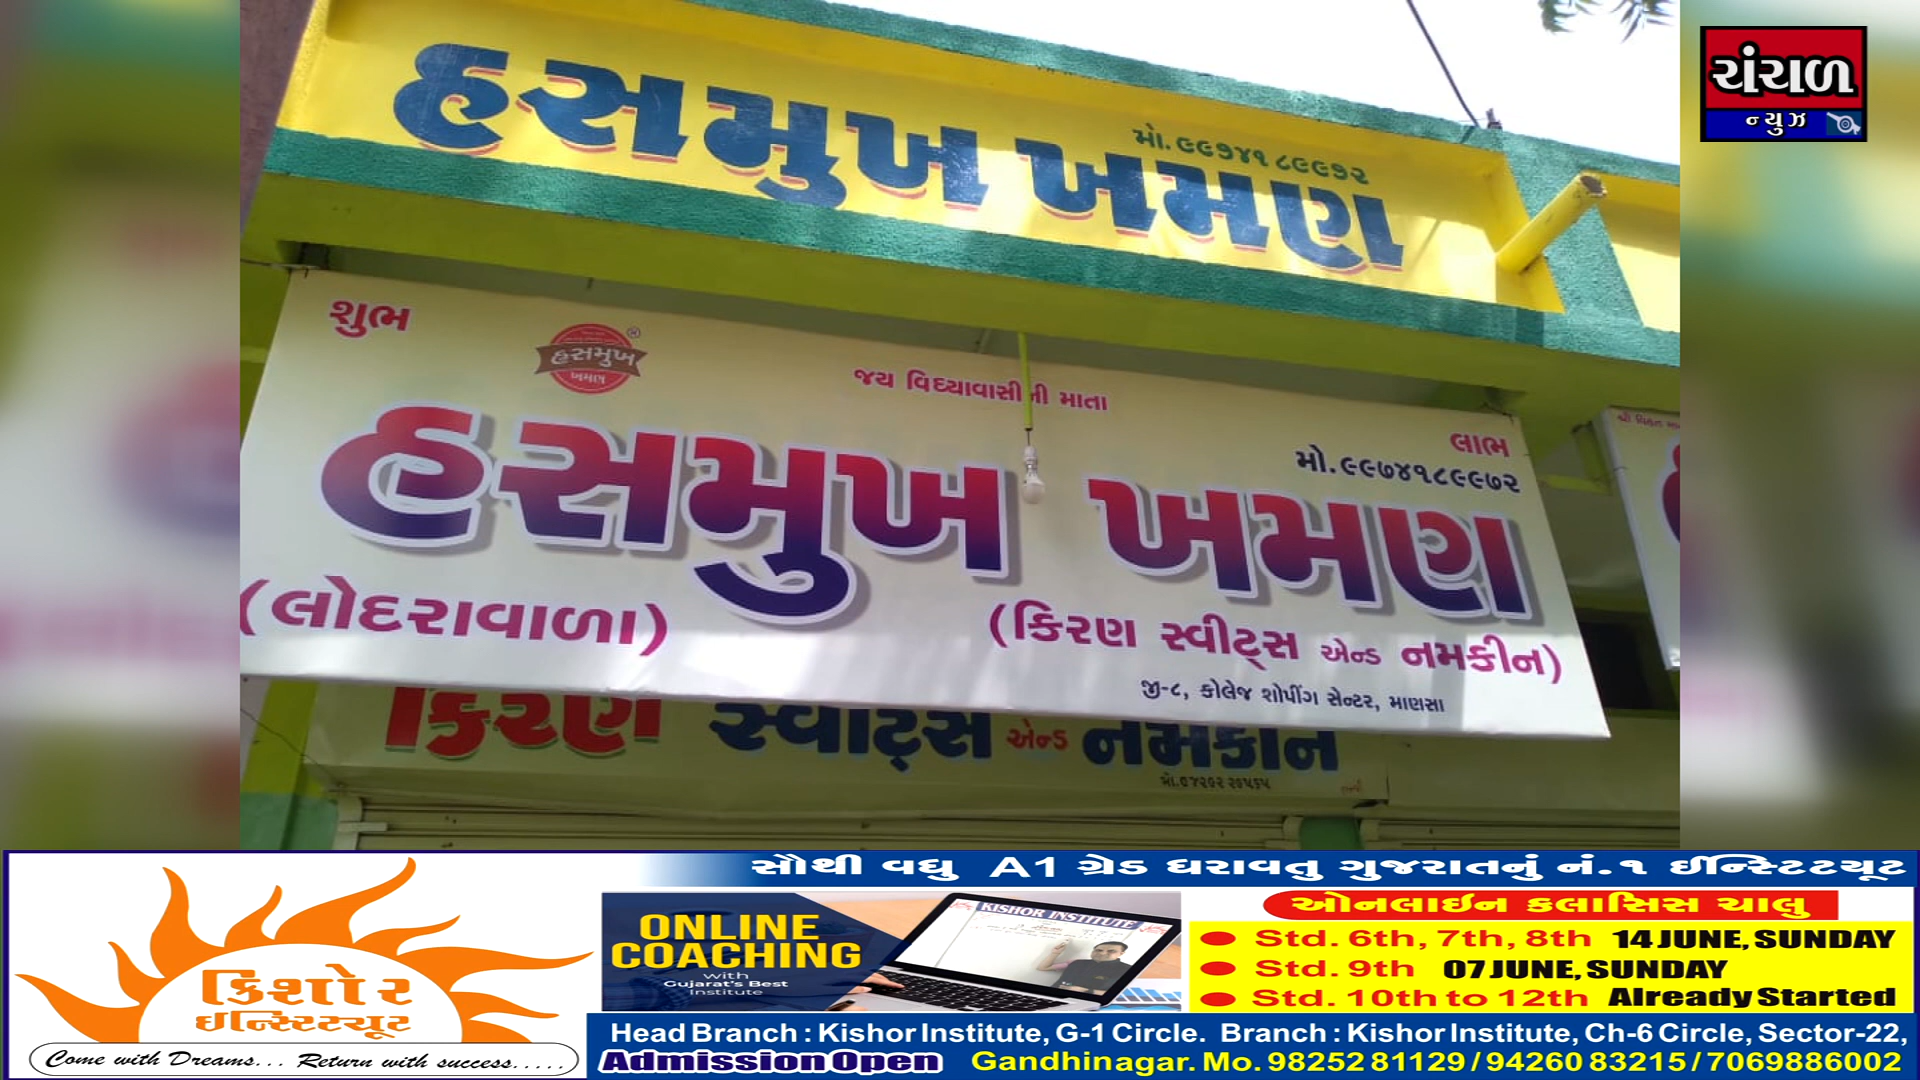 ચંચળ
ન્યુઝ
હસમુખ ખમણ
મો.૯૯૭૪૧ ૮૯૯૭૨
શુભ
હસમુખ
ખમણ
જય વિધ્યાવાસીની માતા
લાભ
મો.૯૯૭૪૧૮૯૯૭૨
હસમુખ ખમણ
(લોદરાવાળા)
(કિરણ સ્વીટ્સ એન્ડ નમકીન)
જી-૮, કોલેજ શોપીંગ સેન્ટર, માણસા
કિરણ સ્વીટ્સ એન્ડ નમકીન
સૌથી વધુ A1 ગ્રેડ ધરાવતુ ગુજરાતનું નં.૧ ઈન્સ્ટિટયૂટ
કિશોર
ઇન્સ્ટિટયૂટ
Come with Dreams... Return with success.....
ONLINE
COACHING
with
Gujarat's Best
Institute
KISHOR INSTITUTE
ઓનલાઇન કલાસિસ ચાલુ
Std. 6th, 7th, 8th 14 JUNE, SUNDAY
Std. 9th 07 JUNE, SUNDAY
Std. 10th to 12th Already Started
Head Branch : Kishor Institute, G-1 Circle. Branch : Kishor Institute, Ch-6 Circle, Sector-22,
Admission Open Gandhinagar. Mo. 98252 81129 / 94260 83215 / 7069886002